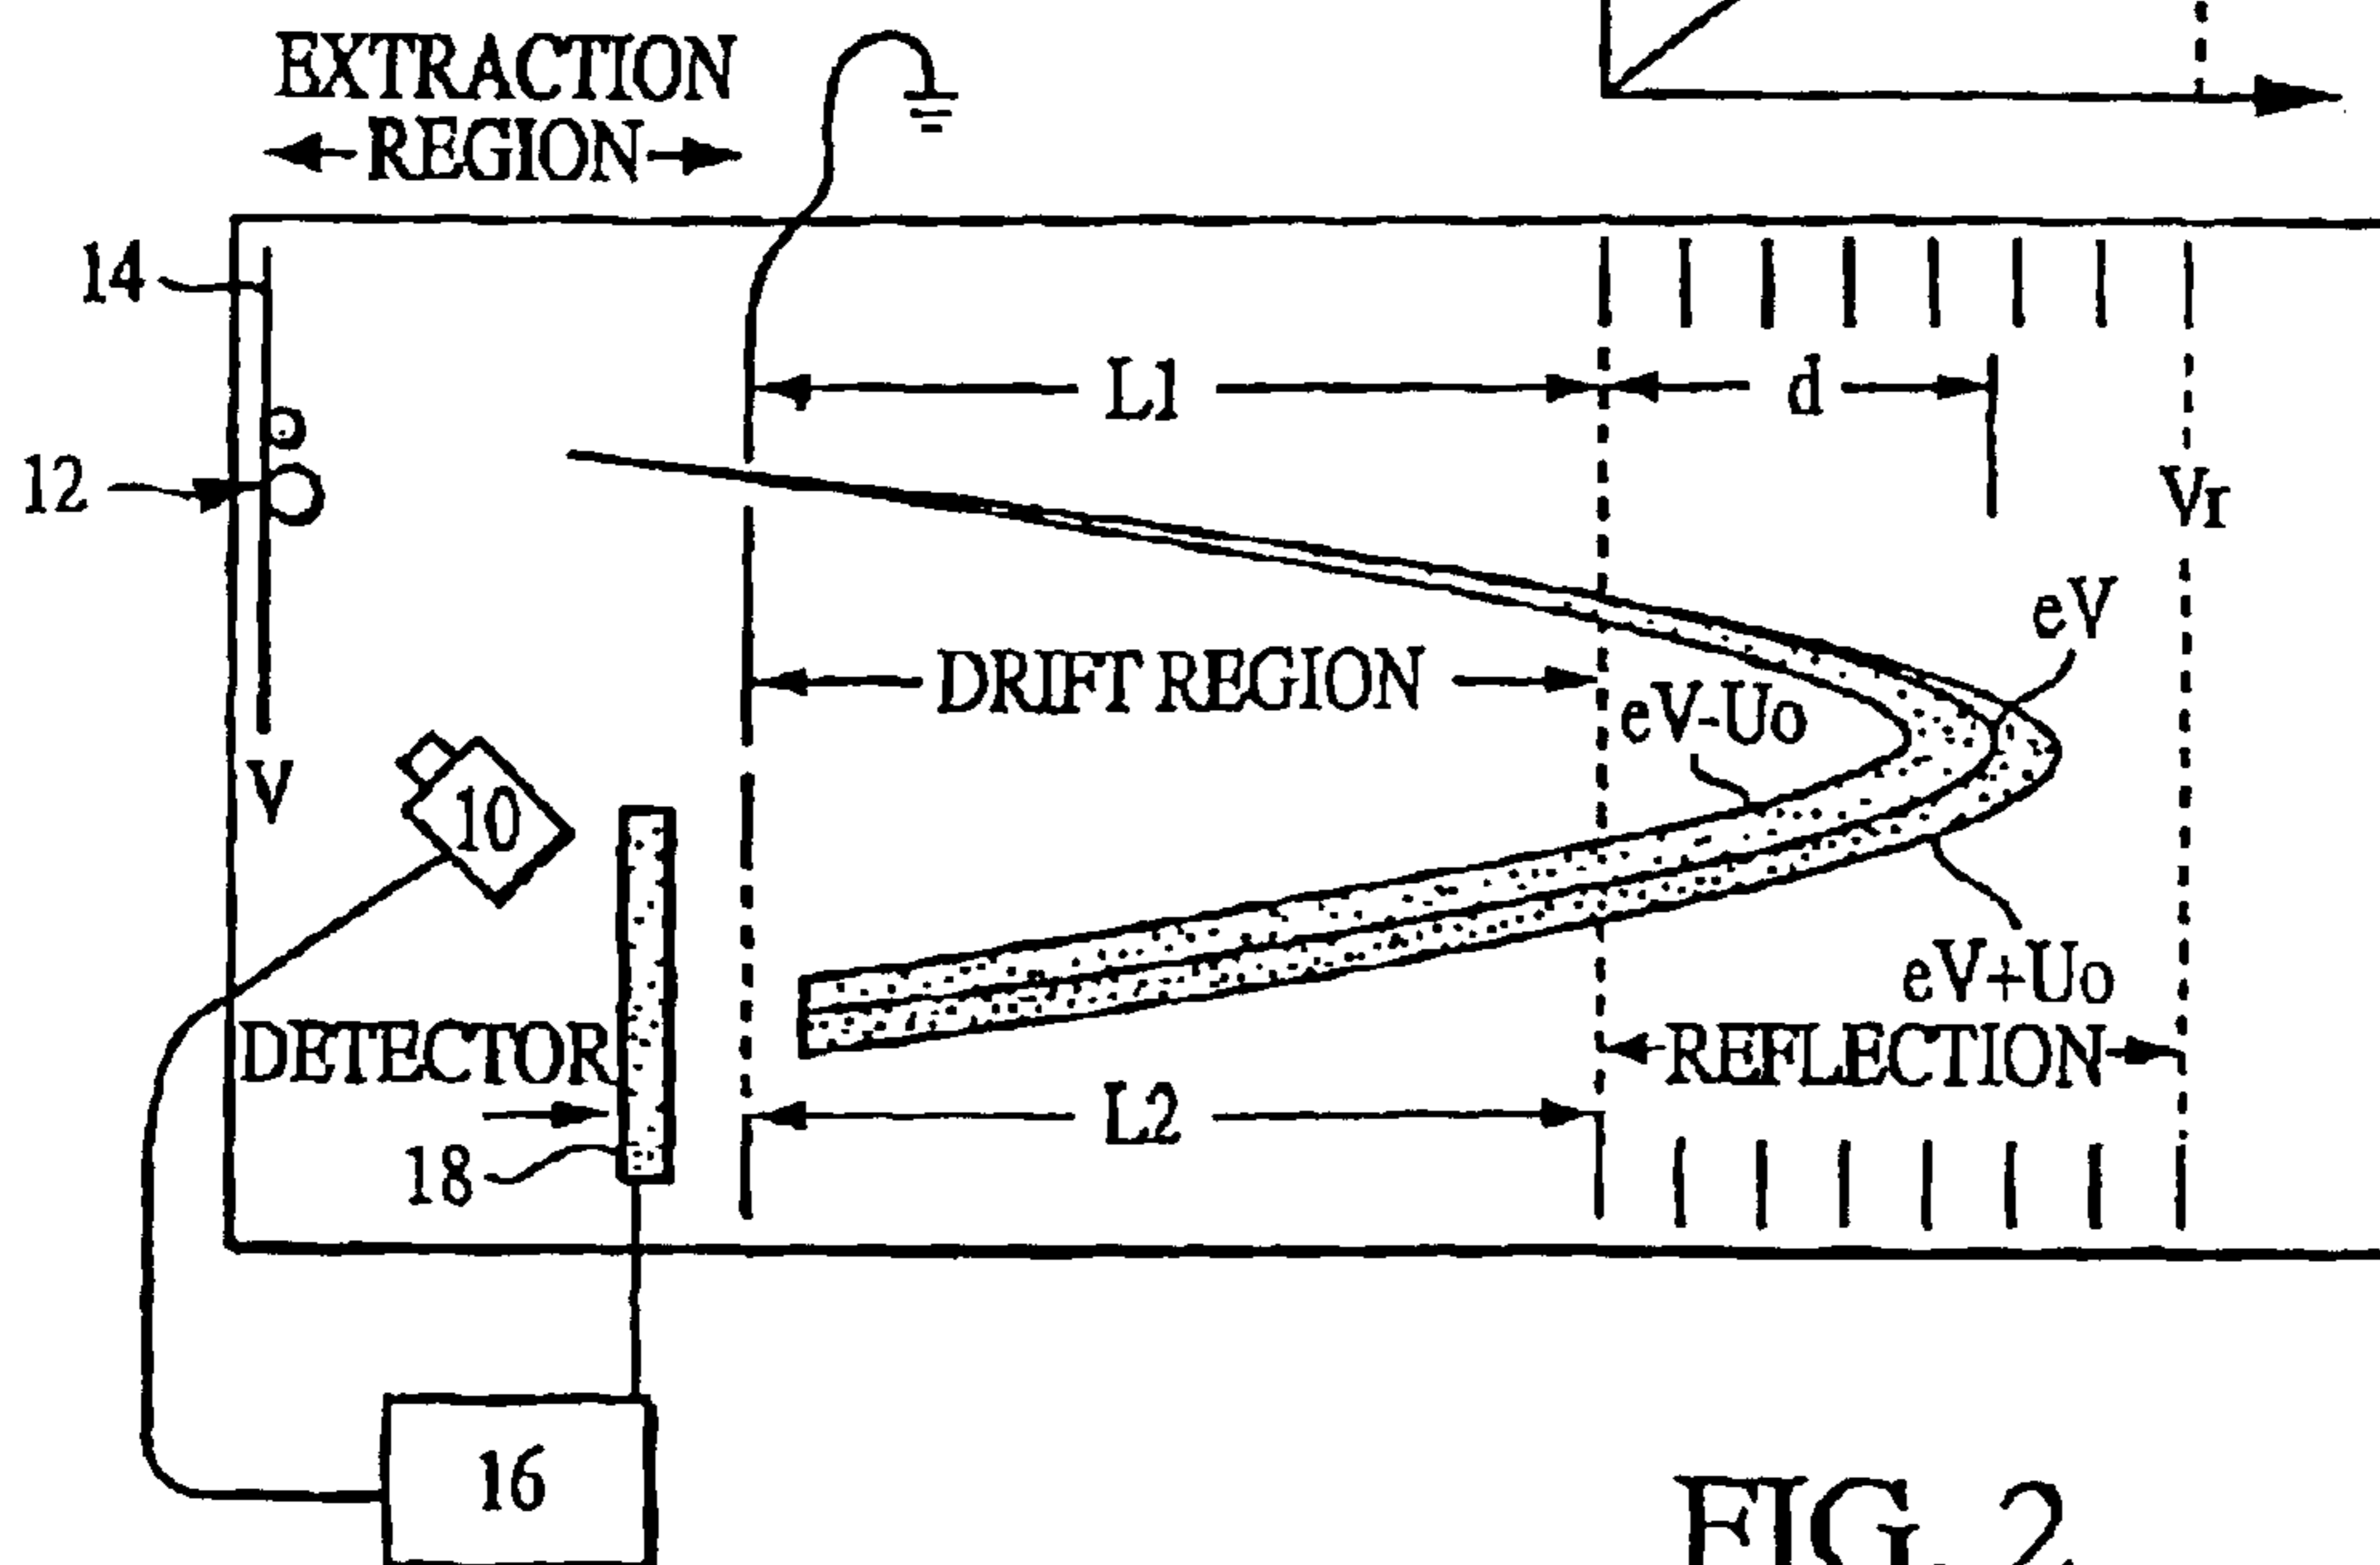 EXTRACTION
REGION
14
L1
d
12
VI
eV
DRIFT REGION
eV-Uo
V
10
eV+Uo
DETECTOR
REFLECTION
L2
18
16
FIG. 2